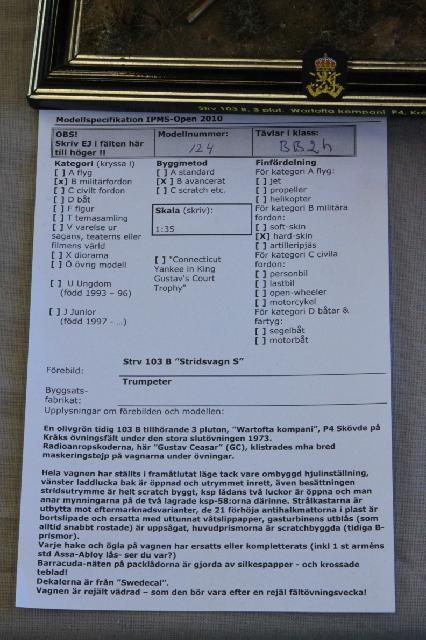 Strv 103 B, 3 plut. Wartofta kompani P4, Kr
Modellspecifikation IPMS-Open 2010
OBS!
Skriv EJ i fälten här
till höger !!
Modellnummer:
124
Tävlar i klass:
BB2h
Kategori (kryssa i)
[ ] A flyg
[x] B militärfordon
[ ] C civilt fordon
[ ] D båt
[ ] F figur
[ ] T temasamling
[ ] V varelse ur
sagans, teaterns eller
filmens värld
[ ] X diorama
[ ] Ö övrig modell
[ ] U Ungdom
(född 1993 – 96)
[ ] J Junior
(född 1997 - ...)
Byggmetod
[ ] A standard
[X ] B avancerat
[ ] C scratch etc.
Skala (skriv):
1:35
[ ] "Connecticut
Yankee in King
Gustav's Court
Trophy"
Finfördelning
För kategori A flyg:
[ ] jet
[ ] propeller
[ ] helikopter
För kategori B militära
fordon:
[ ] soft-skin
[X] hard-skin
[ ] artilleripjäs
För kategori C civila
fordon:
[ ] personbil
[ ] lastbil
[ ] open-wheeler
[ ] motorcykel
För kategori D båtar &
fartyg:
[ ] segelbåt
[ ] motorbåt
Strv 103 B "Stridsvagn S"
Förebild:
Trumpeter
Byggsats-
fabrikat:
Upplysningar om förebilden och modellen:
En olivgrön tidig 103 B tillhörande 3 pluton, "Wartofta kompani", P4 Skövde på
Kråks övningsfält under den stora slutövningen 1973.
Radioanropskoderna, här "Gustav Ceasar" (GC), klistrades mha bred
maskeringstejp på vagnarna under övningar.
Hela vagnen har ställts i framåtlutat läge tack vare ombyggd hjulinställning,
vänster laddlucka bak är öppnad och utrymmet inrett, även besättningen
stridsutrymme är helt scratch byggt, ksp lådans två luckor är öppna och man
anar mynningarna på de två lagrade ksp-58:orna därinne. Strålkastarna är
utbytta mot eftermarknadsvarianter, de 21 förhöja antihalkmattorna i plast är
bortslipade och ersatta med uttunnat våtslippapper, gasturbinens utblås (som
alltid snabbt rostade) är uppsågat, huvudprismorna är scratchbyggda (tidiga B-
prismor).
Varje hake och ögla på vagnen har ersatts eller kompletterats (inkl 1 st arméns
std Assa-Abloy lås- ser du var?)
Barracuda-näten på packlådorna är gjorda av silkespapper - och krossade
teblad!
Dekalerna är från "Swedecal".
Vagnen är rejält vädrad – som den bör vara efter en rejäl fältövningsvecka!